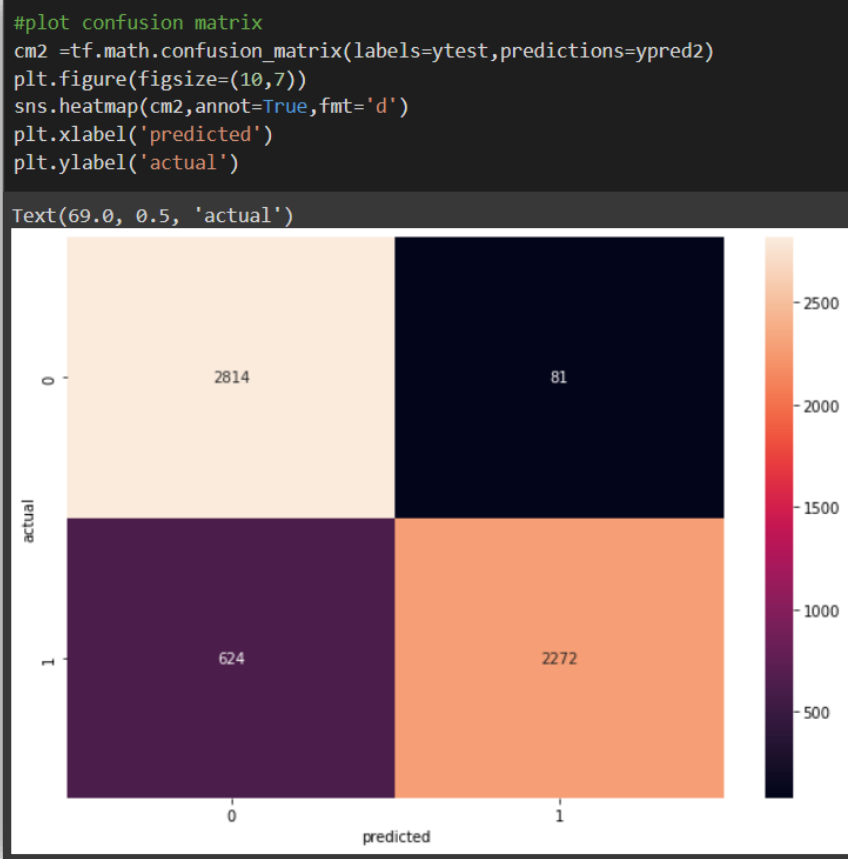 #plot confusion matrix
cm2 =tf.math.confusion_matrix(labels=ytest,predictions=ypred2)
plt.figure(figsize=(10,7))
sns.heatmap(cm2,annot=True,fmt='d')
plt.xlabel('predicted')
plt.ylabel('actual')
Text(69.0, 0.5, 'actual')
2814
81
624
2272
0
1
actual
0
1
predicted
2500
2000
1500
1000
500